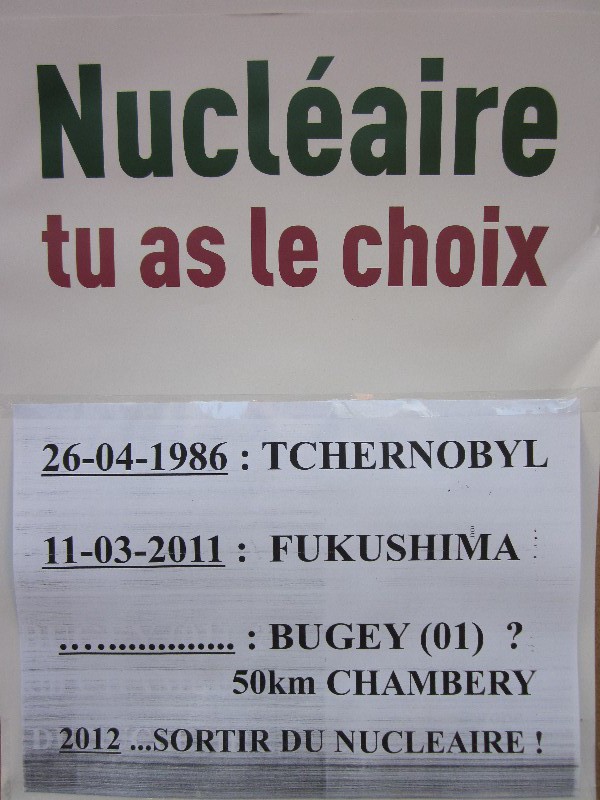 Nucléaire
tu as le choix
26-04-1986 : TCHERNOBYL
11-03-2011 : FUKUSHIMA
.................. : BUGEY (01) ?
50km CHAMBERY
2012 ...SORTIR DU NUCLEAIRE !